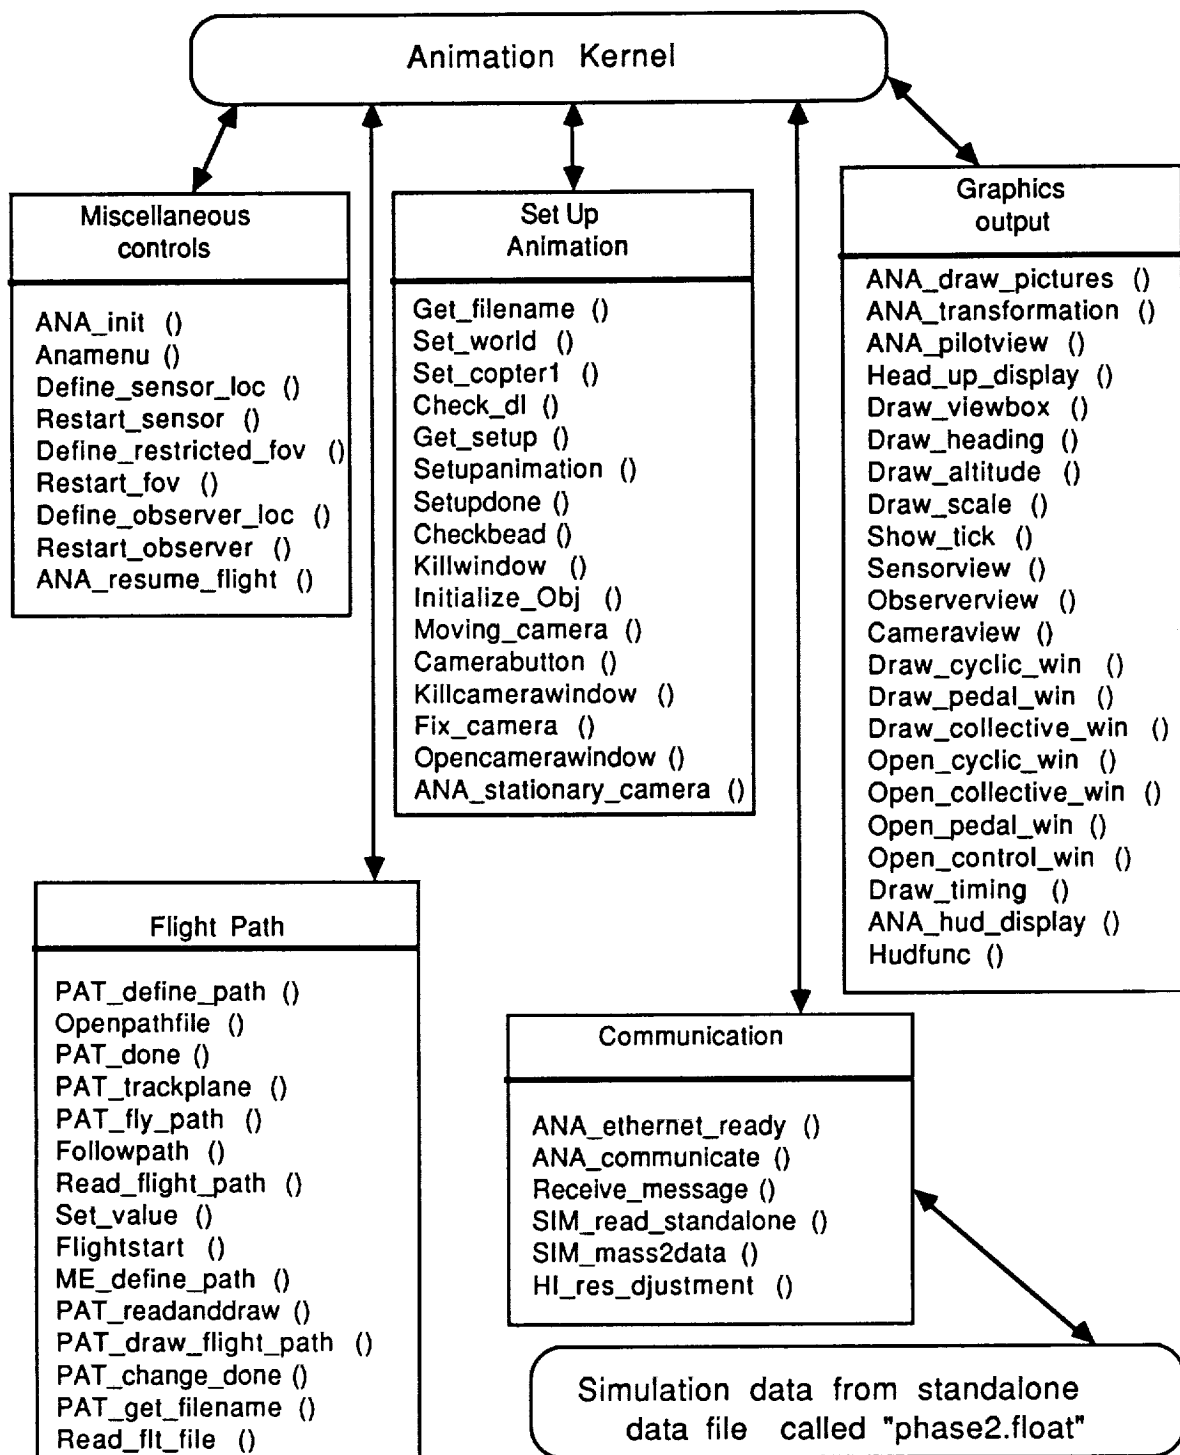 Animation Kernel
Miscellaneous
controls
ANA_init ()
Anamenu ()
Define_sensor_loc ()
Restart_sensor ()
Define_restricted_fov ()
Restart_fov ()
Define_observer_loc ()
Restart_observer ()
ANA_resume_flight ()
Set Up
Animation
Get_filename ()
Set_world ()
Set_copter1 ()
Check_dl ()
Get_setup ()
Setupanimation ()
Setupdone ()
Checkbead ()
Killwindow ()
Initialize_Obj ()
Moving_camera ()
Camerabutton ()
Killcamerawindow ()
Fix_camera ()
Opencamerawindow ()
ANA_stationary_camera ()
Graphics
output
ANA_draw_pictures ()
ANA_transformation ()
ANA_pilotview ()
Head_up_display ()
Draw_viewbox ()
Draw_heading ()
Draw_altitude ()
Draw_scale ()
Show_tick ()
Sensorview ()
Observerview ()
Cameraview ()
Draw_cyclic_win ()
Draw_pedal_win ()
Draw_collective_win ()
Open_cyclic_win ()
Open_collective_win ()
Open_pedal_win ()
Open_control_win ()
Draw_timing ()
ANA_hud_display ()
Hudfunc ()
Flight Path
PAT_define_path ()
Openpathfile ()
PAT_done ()
PAT_trackplane ()
PAT_fly_path ()
Followpath ()
Read_flight_path ()
Set_value ()
Flightstart ()
ME_define_path ()
PAT_readanddraw ()
PAT_draw_flight_path ()
PAT_change_done ()
PAT_get_filename ()
Read_flt_file ()
Communication
ANA_ethernet_ready ()
ANA_communicate ()
Receive_message ()
SIM_read_standalone ()
SIM_mass2data ()
HI_res_djustment ()
Simulation data from standalone
data file called "phase2.float"